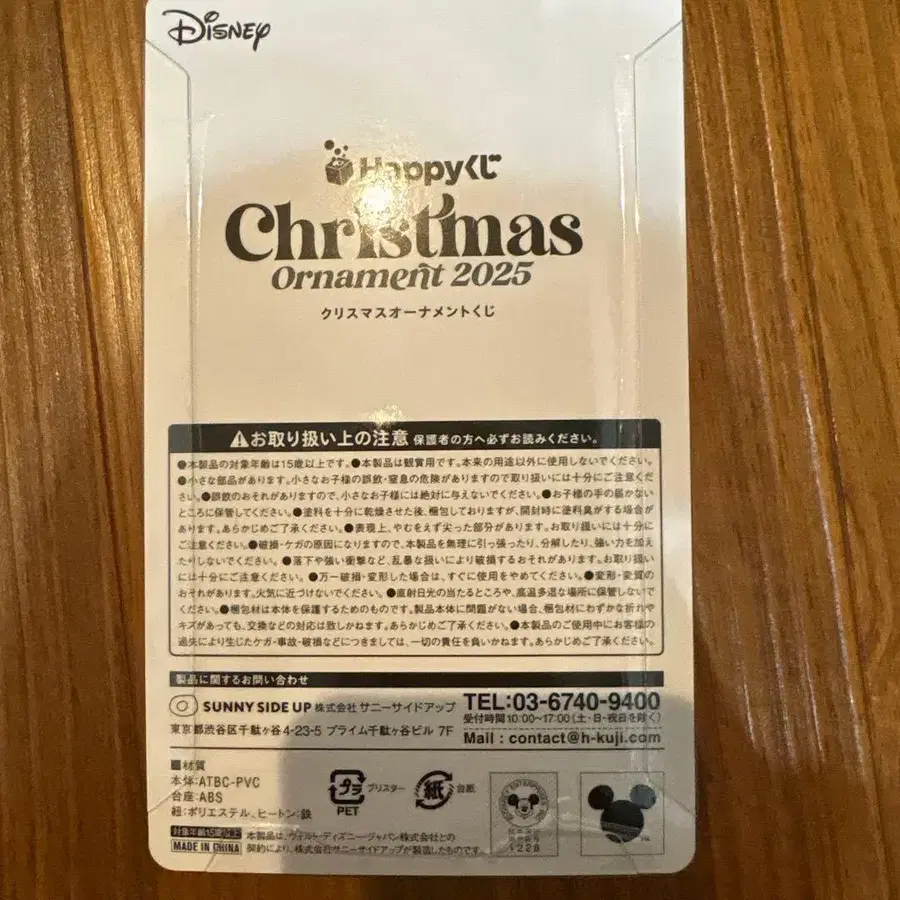 Disney
Happyくじ
Christmas
Ornament 2025
クリスマスオーナメントくじ
お取り扱い上の注意 保護者の方へ必ずお読みください。
●本製品の対象年齢は15歳以上です。●本製品は観賞用です。本来の用途以外に使用しないでください。
●小さな部品があります。小さなお子様の誤飲・窒息の危険がありますので取り扱いには十分にご注意くださ
い。●誤飲のおそれがありますので、小さなお子様には絶対に与えないでください。●お子様の手の届かない
ところに保管してください。●塗料を十分に乾燥させた後、梱包しておりますが、開封時に塗料臭がする場合が
あります。あらかじめご了承ください。●表現上、やむをえず尖った部分があります。お取り扱いには十分に
ご注意ください。●破損・ケガの原因になりますので、本製品を無理に引っ張ったり、分解したり、強い力を加え
たりしないでください。●落下や強い衝撃など、乱暴な扱いにより破損するおそれがあります。お取り扱い
には十分にご注意ください。●万一破損・変形した場合は、すぐに使用をやめてください。●変形・変質の
おそれがあります。火気に近づけないでください。●直射日光の当たるところや、高温多湿な場所に保管しないで
ください。●梱包材は本体を保護するためのものです。製品本体に問題がない場合、梱包材にわずかな折れや
キズがあっても、交換などの対応は致しかねます。あらかじめご了承ください。●本製品のご使用中にお客様の
過失により生じたケガ・事故・破損などにつきましては、一切の責任を負いかねます。あらかじめご了承ください。
製品に関するお問い合わせ
SUNNY SIDE UP 株式会社 サニーサイドアップ
東京都渋谷区千駄ヶ谷4-23-5 プライム千駄ヶ谷ビル 7F
TEL:03-6740-9400
受付時間 10:00〜17:00(土・日・祝日を除く)
Mail : contact@h-kuji.com
■材質
本体:ATBC-PVC
台座:ABS
紐:ポリエステル、ヒートン:鉄
対象年齢15歳以上
MADE IN CHINA
本製品は、ウォルト・ディズニー・ジャパン株式会社との
契約により、株式会社サニーサイドアップが製造したものです。
プラ
PET
ブリスター
紙
台紙
1228
TM